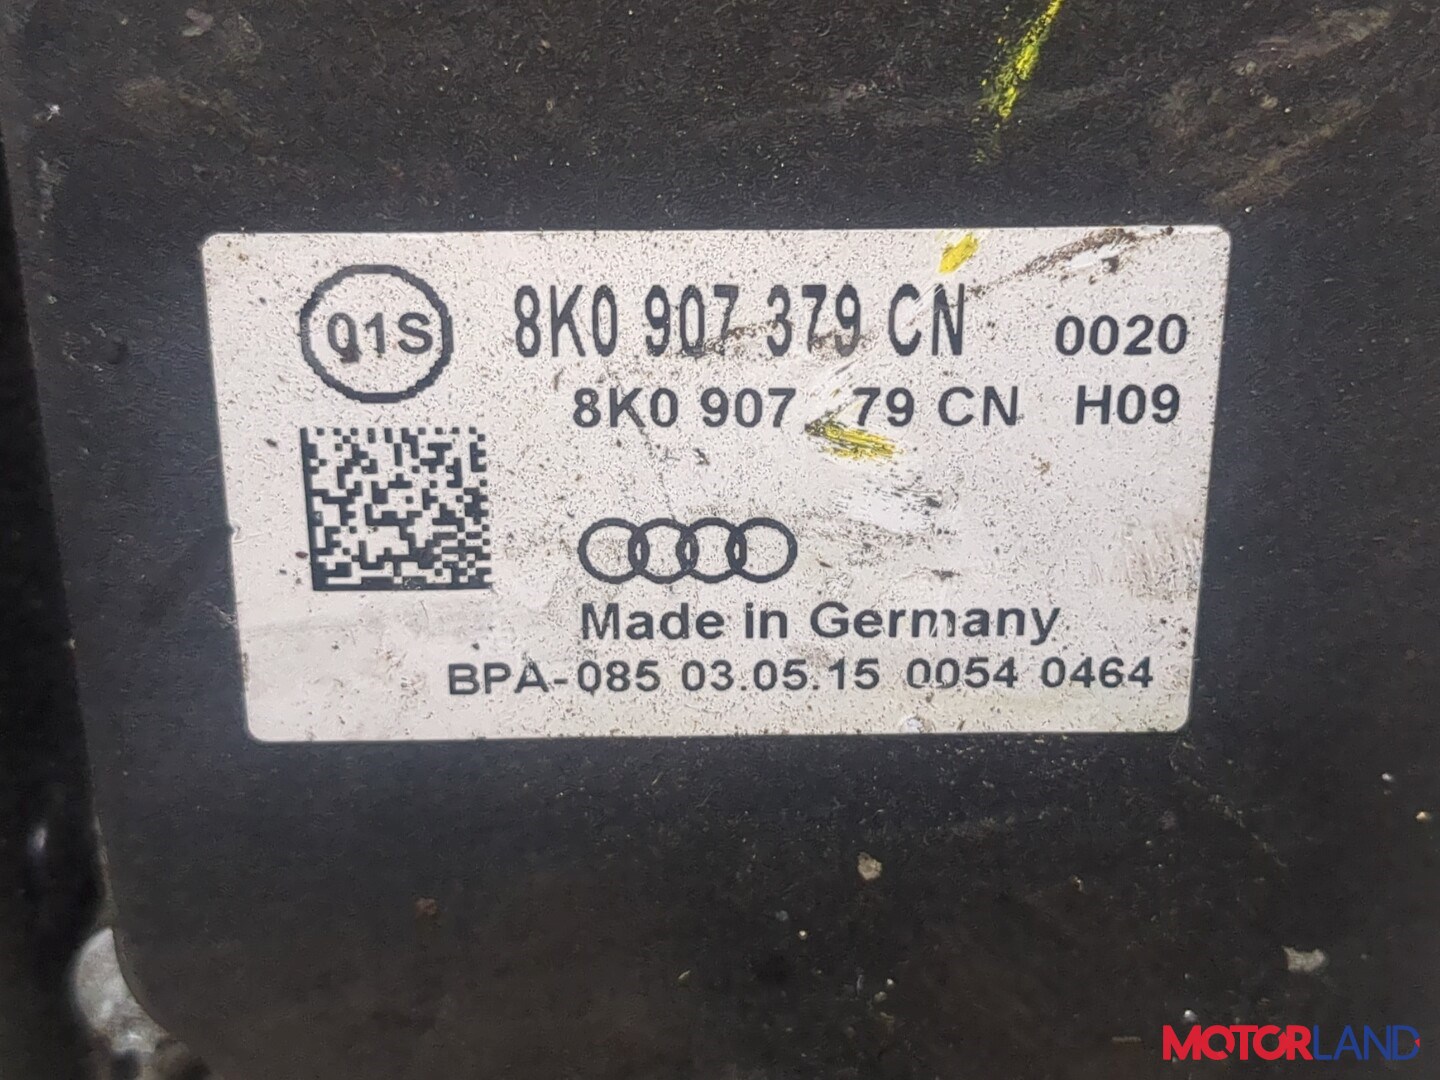 01S
8K0 907 379 CN 0020
8K0 907 79 CN H09
Made in Germany
BPA-085 03.05.15 0054 0464
MOTORLAND